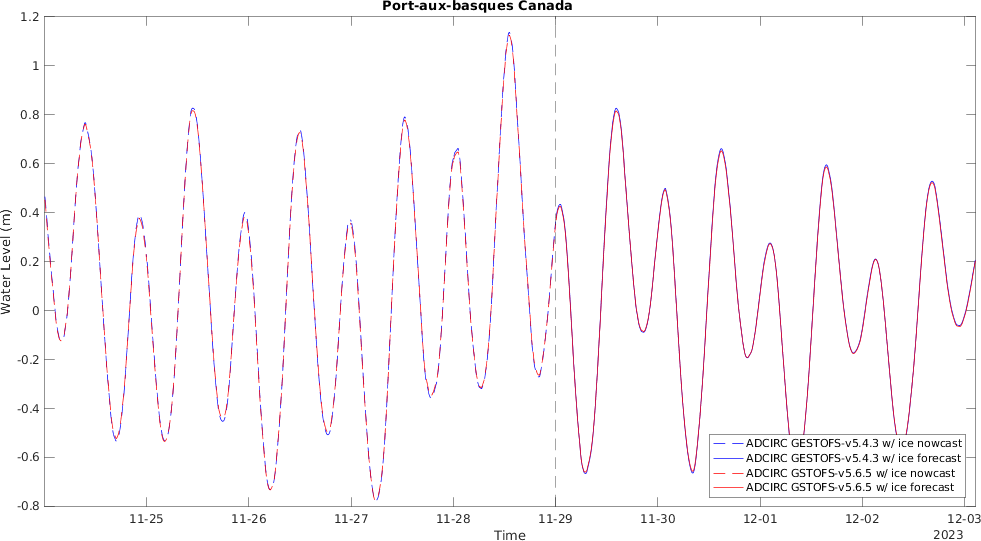 Port-aux-basques Canada
1.2
1
0.8
0.6
0.4
0.2
0
-0.2
-0.4
-0.6
-0.8
Water Level (m)
ADCIRC GESTOFS-v5.4.3 w/ ice nowcast
ADCIRC GESTOFS-v5.4.3 w/ ice forecast
ADCIRC GSTOFS-v5.6.5 w/ ice nowcast
ADCIRC GSTOFS-v5.6.5 w/ ice forecast
11-25 11-26 11-27 11-28 11-29 11-30 12-01 12-02 12-03
Time 2023